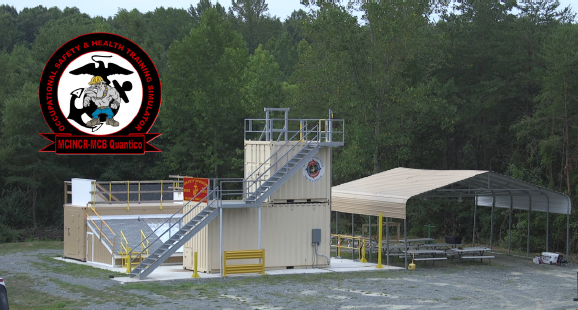 OCCUPATIONAL SAFETY & HEALTH TRAINING SIMULATOR
MCINCR-MCB Quantico